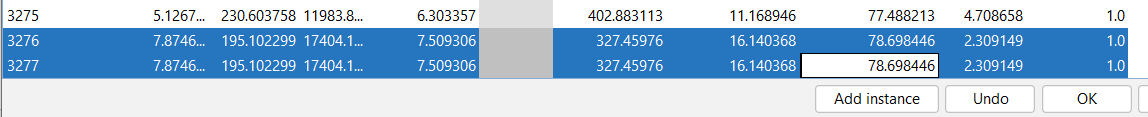 3275 5.1267... 230.603758 11983.8... 6.303357 402.883113 11.168946 77.488213 4.708658 1.0
3276 7.8746... 195.102299 17404.1... 7.509306 327.45976 16.140368 78.698446 2.309149 1.0
3277 7.8746... 195.102299 17404.1... 7.509306 327.45976 16.140368 78.698446 2.309149 1.0
Add instance Undo OK